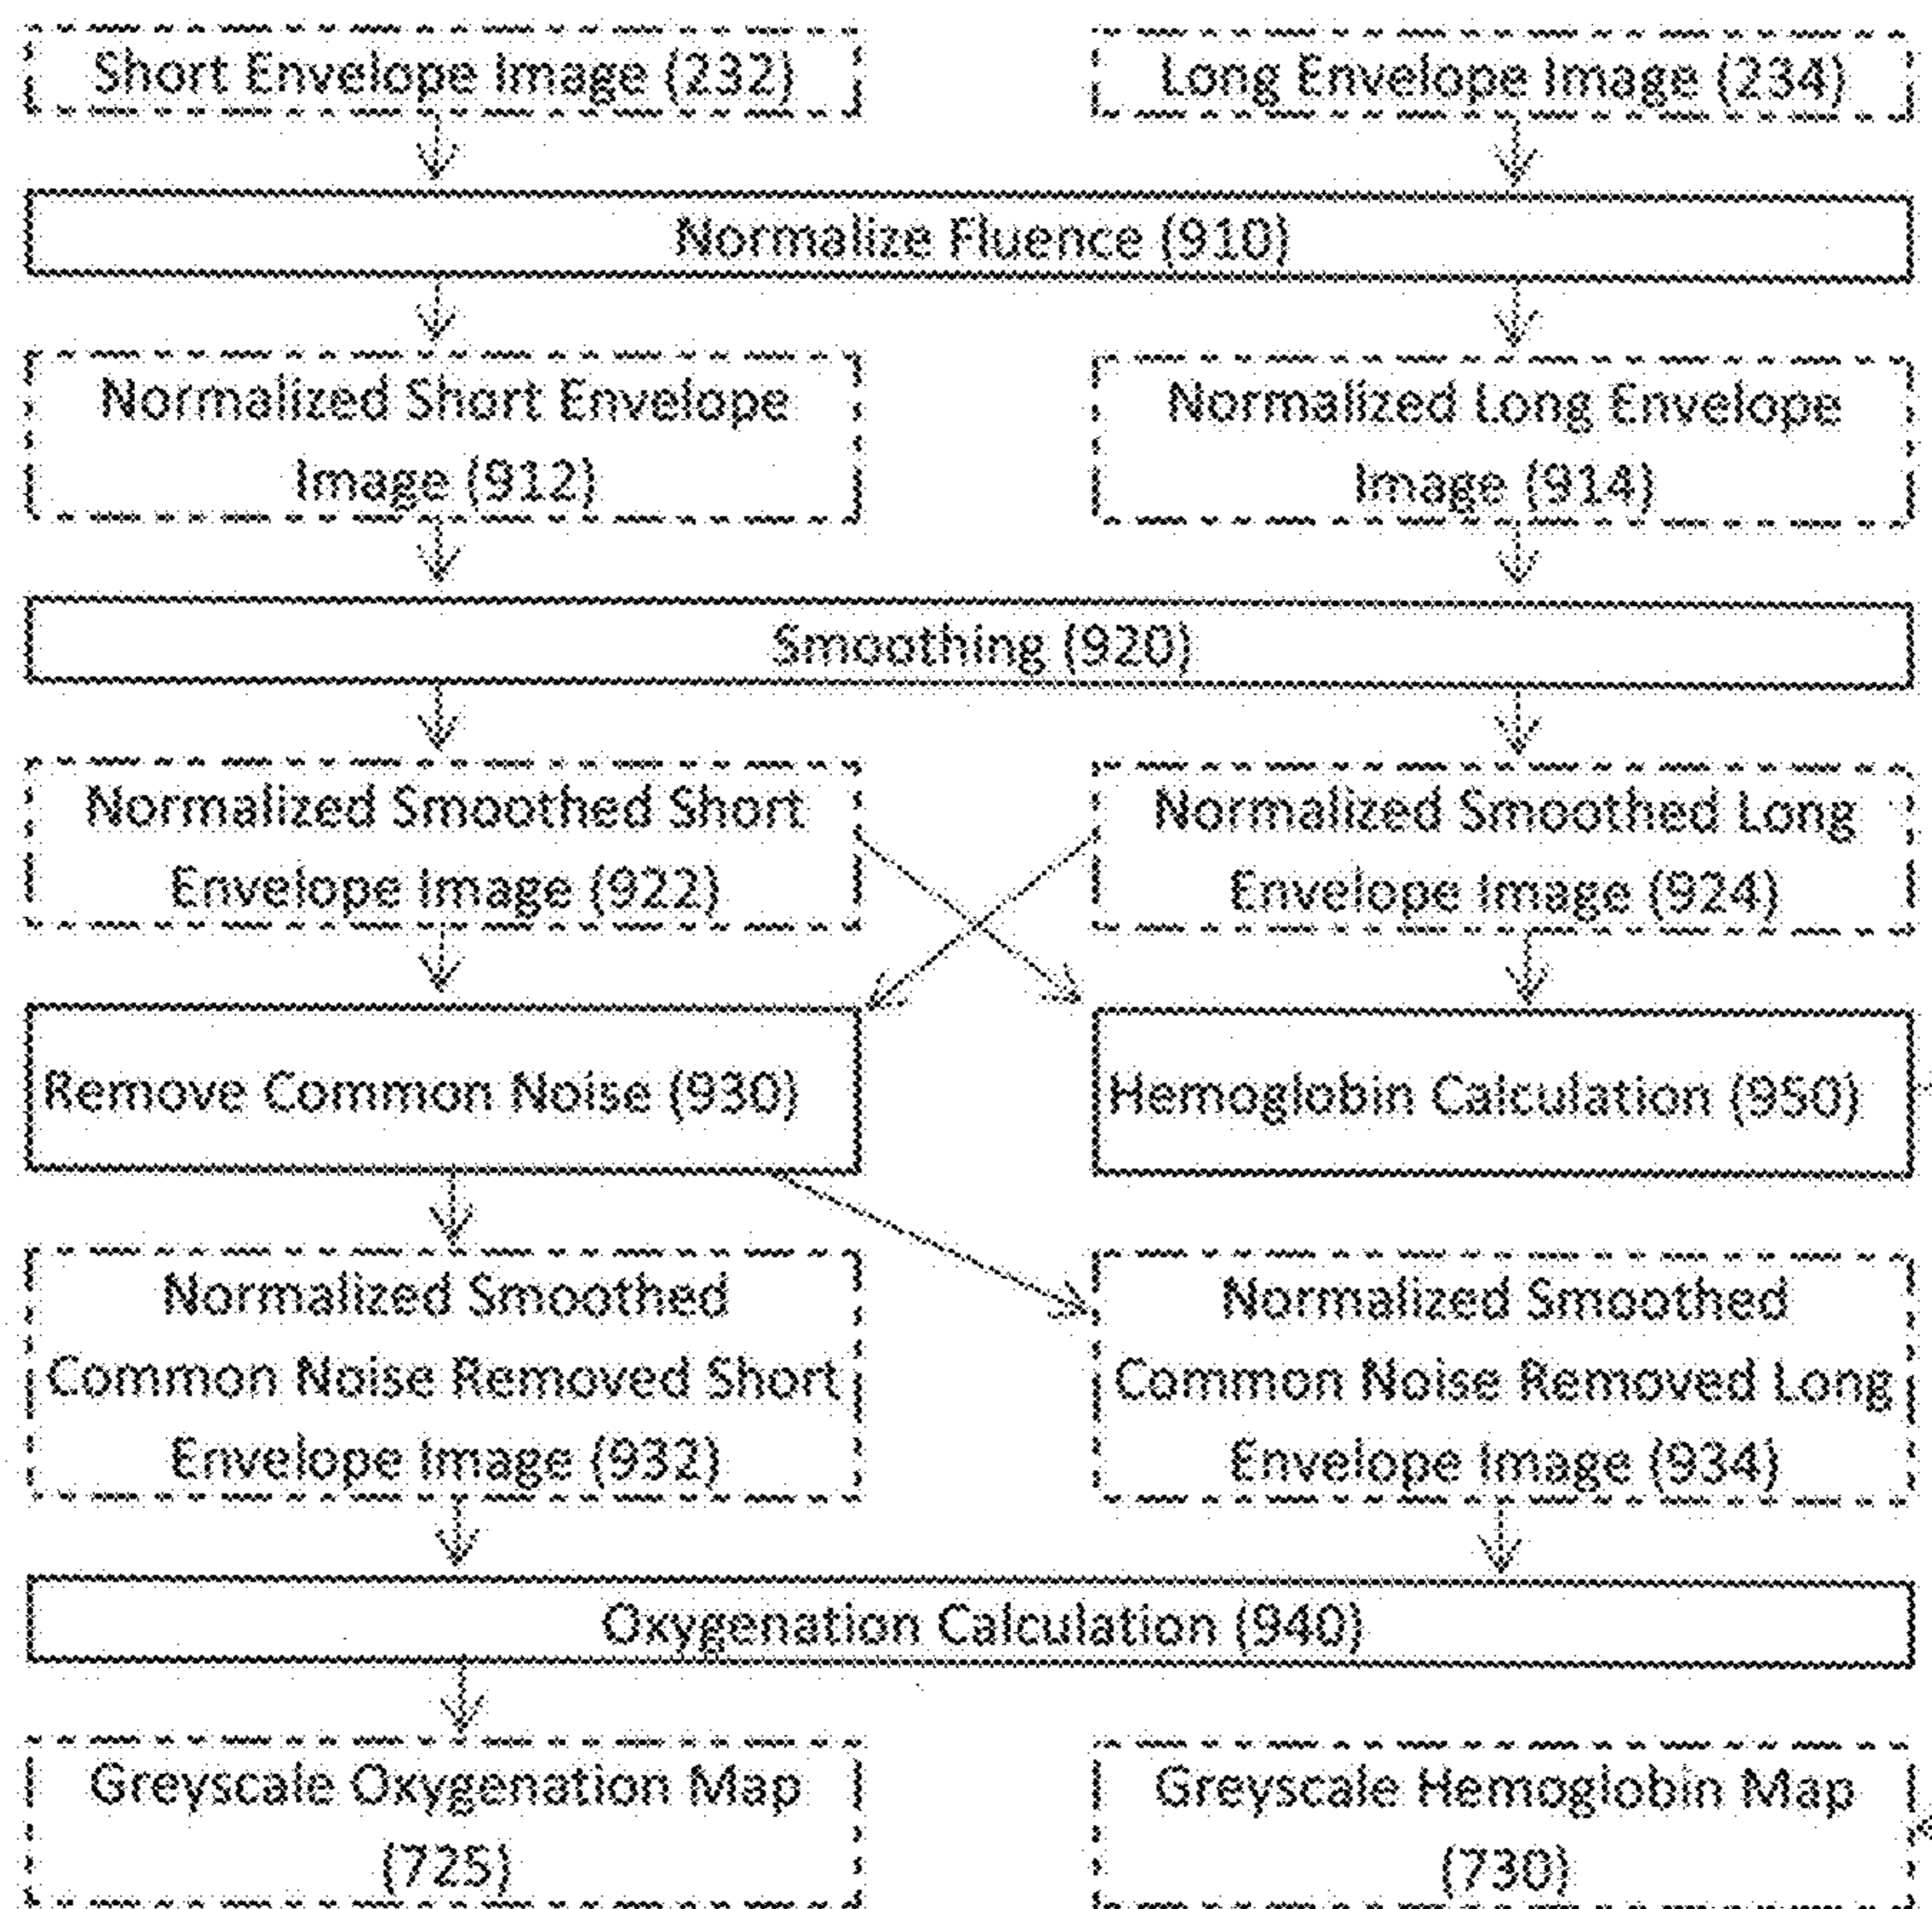 Short Envelope Image (232)
Long Envelope Image (234)
Normalize Fluence (910)
Normalized Short Envelope
Image (912)
Normalized Long Envelope
Image (914)
Smoothing (920)
Normalized Smoothed Short
Envelope Image (922)
Normalized Smoothed Long
Envelope Image (924)
Remove Common Noise (930)
Hemoglobin Calculation (950)
Normalized Smoothed
Common Noise Removed Short
Envelope Image (932)
Normalized Smoothed
Common Noise Removed Long
Envelope Image (934)
Oxygenation Calculation (940)
Greyscale Oxygenation Map
(725)
Greyscale Hemoglobin Map
(730)